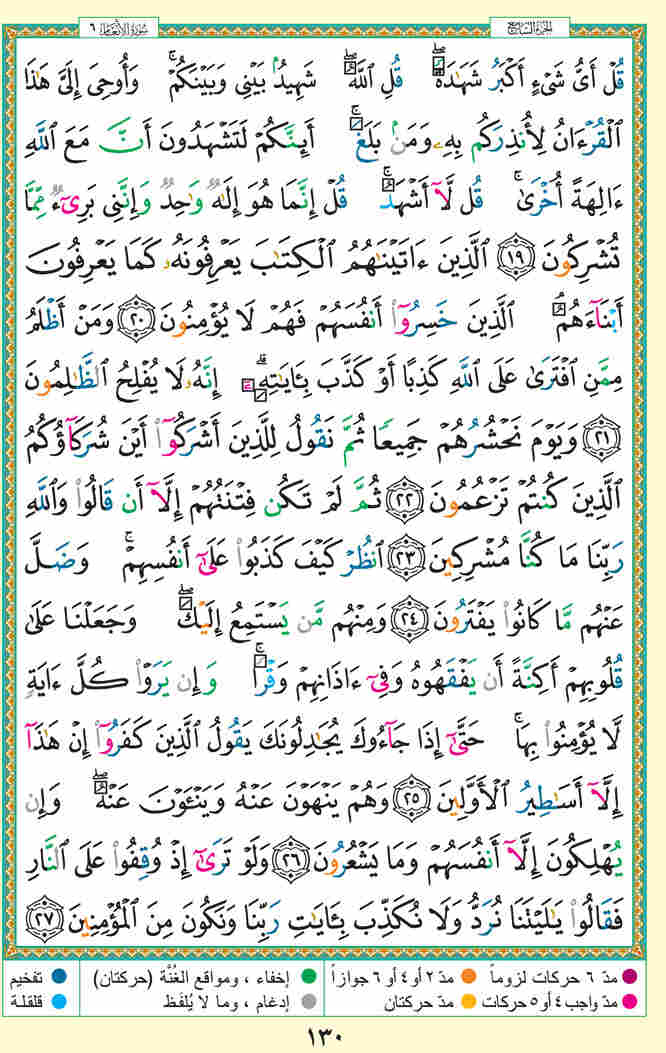 الجزء السابع
سورة الأنعام ٦
قُلْ أَىُّ شَىْءٍ أَكْبَرُ شَهَٰدَةً ۖ قُلِ ٱللَّهُ ۖ شَهِيدٌۢ بَيْنِى وَبَيْنَكُمْ ۚ وَأُوحِىَ إِلَىَّ هَٰذَا
ٱلْقُرْءَانُ لِأُنذِرَكُم بِهِۦ وَمَنۢ بَلَغَ ۚ أَئِنَّكُمْ لَتَشْهَدُونَ أَنَّ مَعَ ٱللَّهِ
ءَالِهَةً أُخْرَىٰ ۚ قُل لَّآ أَشْهَدُ ۚ قُلْ إِنَّمَا هُوَ إِلَٰهٌ وَٰحِدٌ وَإِنَّنِى بَرِىٓءٌ مِّمَّا
تُشْرِكُونَ ١٩ ٱلَّذِينَ ءَاتَيْنَٰهُمُ ٱلْكِتَٰبَ يَعْرِفُونَهُۥ كَمَا يَعْرِفُونَ
أَبْنَآءَهُمُ ۘ ٱلَّذِينَ خَسِرُوٓا۟ أَنفُسَهُمْ فَهُمْ لَا يُؤْمِنُونَ ٢٠ وَمَنْ أَظْلَمُ
مِمَّنِ ٱفْتَرَىٰ عَلَى ٱللَّهِ كَذِبًا أَوْ كَذَّبَ بِـَٔايَٰتِهِۦٓ ۗ إِنَّهُۥ لَا يُفْلِحُ ٱلظَّٰلِمُونَ
٢١ وَيَوْمَ نَحْشُرُهُمْ جَمِيعًا ثُمَّ نَقُولُ لِلَّذِينَ أَشْرَكُوٓا۟ أَيْنَ شُرَكَآؤُكُمُ
ٱلَّذِينَ كُنتُمْ تَزْعُمُونَ ٢٢ ثُمَّ لَمْ تَكُن فِتْنَتُهُمْ إِلَّآ أَن قَالُوا۟ وَٱللَّهِ
رَبِّنَا مَا كُنَّا مُشْرِكِينَ ٢٣ ٱنظُرْ كَيْفَ كَذَبُوا۟ عَلَىٰٓ أَنفُسِهِمْ ۚ وَضَلَّ
عَنْهُم مَّا كَانُوا۟ يَفْتَرُونَ ٢٤ وَمِنْهُم مَّن يَسْتَمِعُ إِلَيْكَ ۖ وَجَعَلْنَا عَلَىٰ
قُلُوبِهِمْ أَكِنَّةً أَن يَفْقَهُوهُ وَفِىٓ ءَاذَانِهِمْ وَقْرًا ۚ وَإِن يَرَوْا۟ كُلَّ ءَايَةٍ
لَّا يُؤْمِنُوا۟ بِهَا ۚ حَتَّىٰٓ إِذَا جَآءُوكَ يُجَٰدِلُونَكَ يَقُولُ ٱلَّذِينَ كَفَرُوٓا۟ إِنْ هَٰذَآ
إِلَّآ أَسَٰطِيرُ ٱلْأَوَّلِينَ ٢٥ وَهُمْ يَنْهَوْنَ عَنْهُ وَيَنْـَٔوْنَ عَنْهُ ۖ وَإِن
يُهْلِكُونَ إِلَّآ أَنفُسَهُمْ وَمَا يَشْعُرُونَ ٢٦ وَلَوْ تَرَىٰٓ إِذْ وُقِفُوا۟ عَلَى ٱلنَّارِ
فَقَالُوا۟ يَٰلَيْتَنَا نُرَدُّ وَلَا نُكَذِّبَ بِـَٔايَٰتِ رَبِّنَا وَنَكُونَ مِنَ ٱلْمُؤْمِنِينَ ٢٧
مدّ ٦ حركات لزوماً مدّ ٢ أو ٤ أو ٦ جوازاً إخفاء ، ومواقع الغُنَّة (حركتان) تفخيم
مدّ واجب ٤ أو ٥ حركات مدّ حركتان إدغام ، وما لا يُلفَظ قلقلة
١٣٠